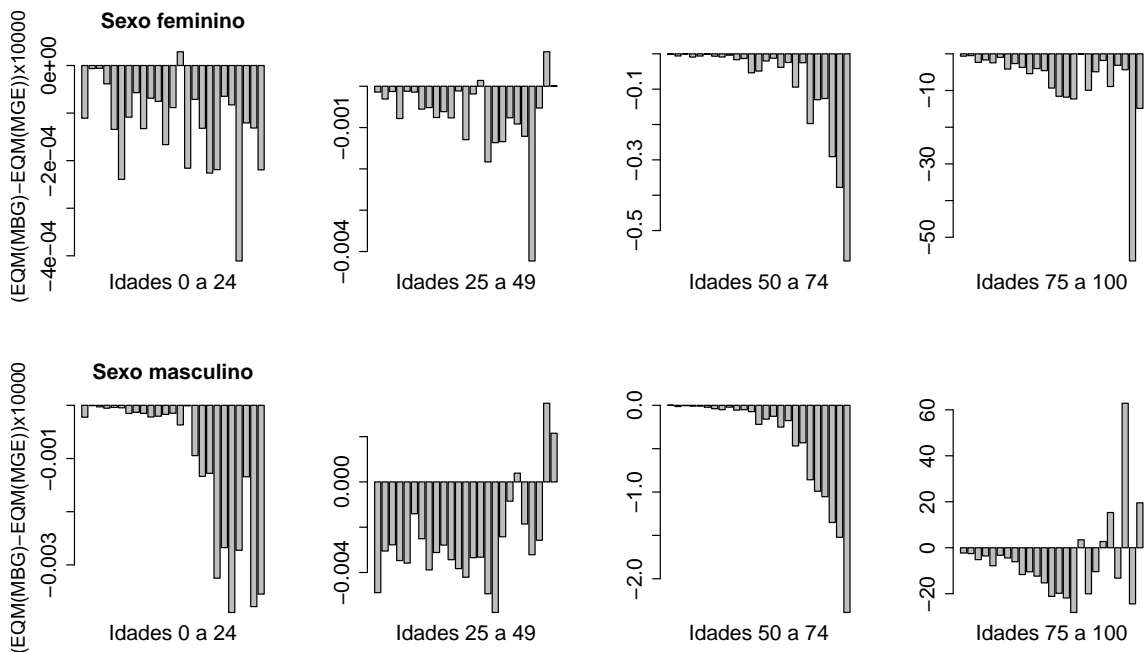 Sexo feminino
(EQM(MBG)−EQM(MGE))x10000
0e+00
−2e−04
−4e−04
Idades 0 a 24
−0.001
−0.004
Idades 25 a 49
−0.1
−0.3
−0.5
Idades 50 a 74
−10
−30
−50
Idades 75 a 100
Sexo masculino
(EQM(MBG)−EQM(MGE))x10000
−0.001
−0.003
Idades 0 a 24
0.000
−0.004
Idades 25 a 49
0.0
−1.0
−2.0
Idades 50 a 74
60
40
20
0
−20
Idades 75 a 100